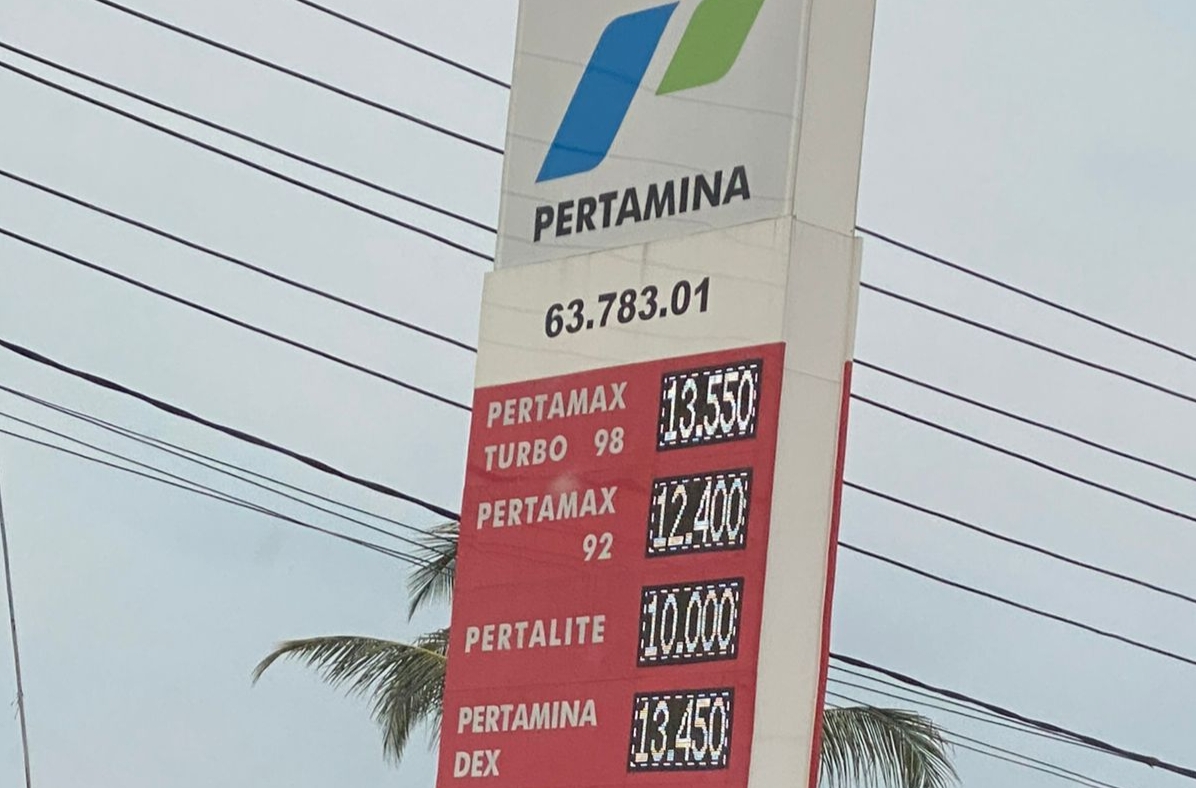 PERTAMINA
63.783.01
PERTAMAX 13.550
TURBO 98
PERTAMAX 12.400
92
PERTALITE 10.000
PERTAMINA 13.450
DEX